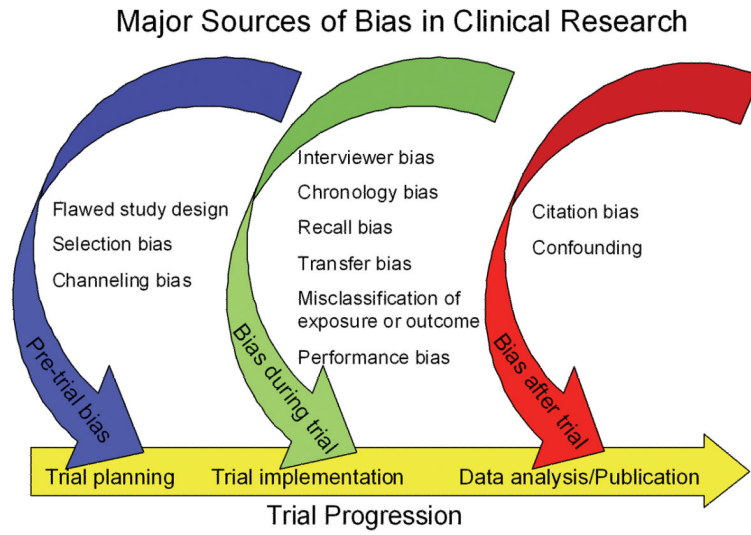 Major Sources of Bias in Clinical Research
Flawed study design
Selection bias
Channeling bias
Pre-trial bias
Interviewer bias
Chronology bias
Recall bias
Transfer bias
Misclassification of
exposure or outcome
Performance bias
Bias during trial
Citation bias
Confounding
Bias after trial
Trial planning
Trial implementation
Data analysis/Publication
Trial Progression